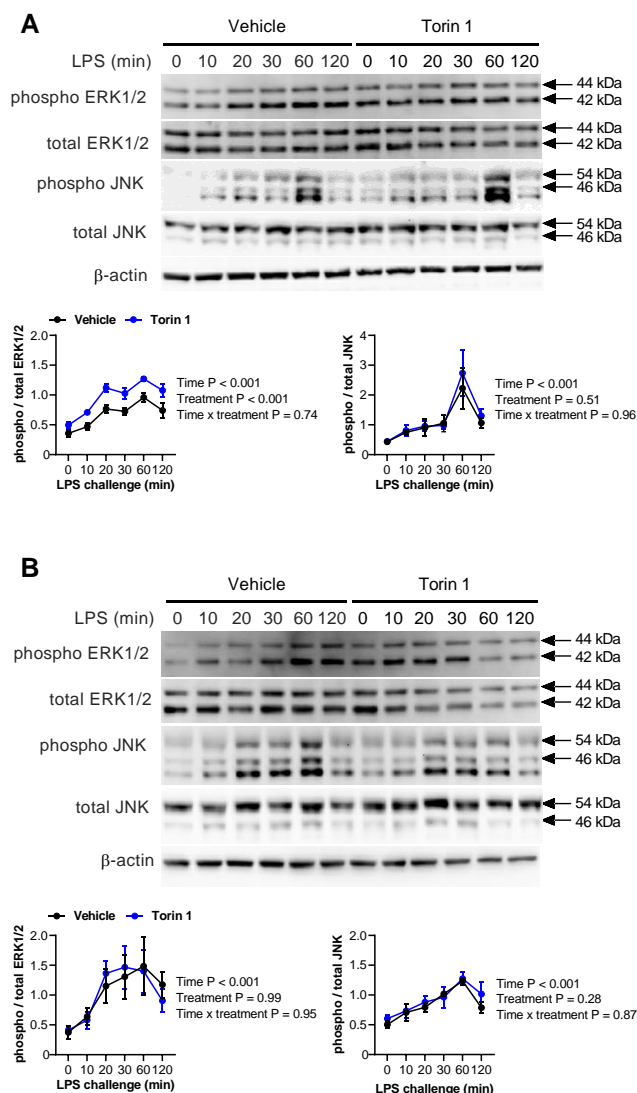 A
Vehicle Torin 1
LPS (min) 0 10 20 30 60 120 0 10 20 30 60 120
phospho ERK1/2 44 kDa
42 kDa
total ERK1/2 44 kDa
42 kDa
phospho JNK 54 kDa
46 kDa
total JNK 54 kDa
46 kDa
β-actin
Vehicle Torin 1
phospho / total ERK1/2
2.0
1.5
1.0
0.5
0
0 10 20 30 60 120
LPS challenge (min)
Time P < 0.001
Treatment P < 0.001
Time x treatment P = 0.74
phospho / total JNK
4
3
2
1
0
0 10 20 30 60 120
LPS challenge (min)
Time P < 0.001
Treatment P = 0.51
Time x treatment P = 0.96
B
Vehicle Torin 1
LPS (min) 0 10 20 30 60 120 0 10 20 30 60 120
phospho ERK1/2 44 kDa
42 kDa
total ERK1/2 44 kDa
42 kDa
phospho JNK 54 kDa
46 kDa
total JNK 54 kDa
46 kDa
β-actin
Vehicle Torin 1
phospho / total ERK1/2
2.0
1.5
1.0
0.5
0
0 10 20 30 60 120
LPS challenge (min)
Time P < 0.001
Treatment P = 0.99
Time x treatment P = 0.95
phospho / total JNK
2.0
1.5
1.0
0.5
0
0 10 20 30 60 120
LPS challenge (min)
Time P < 0.001
Treatment P = 0.28
Time x treatment P = 0.87